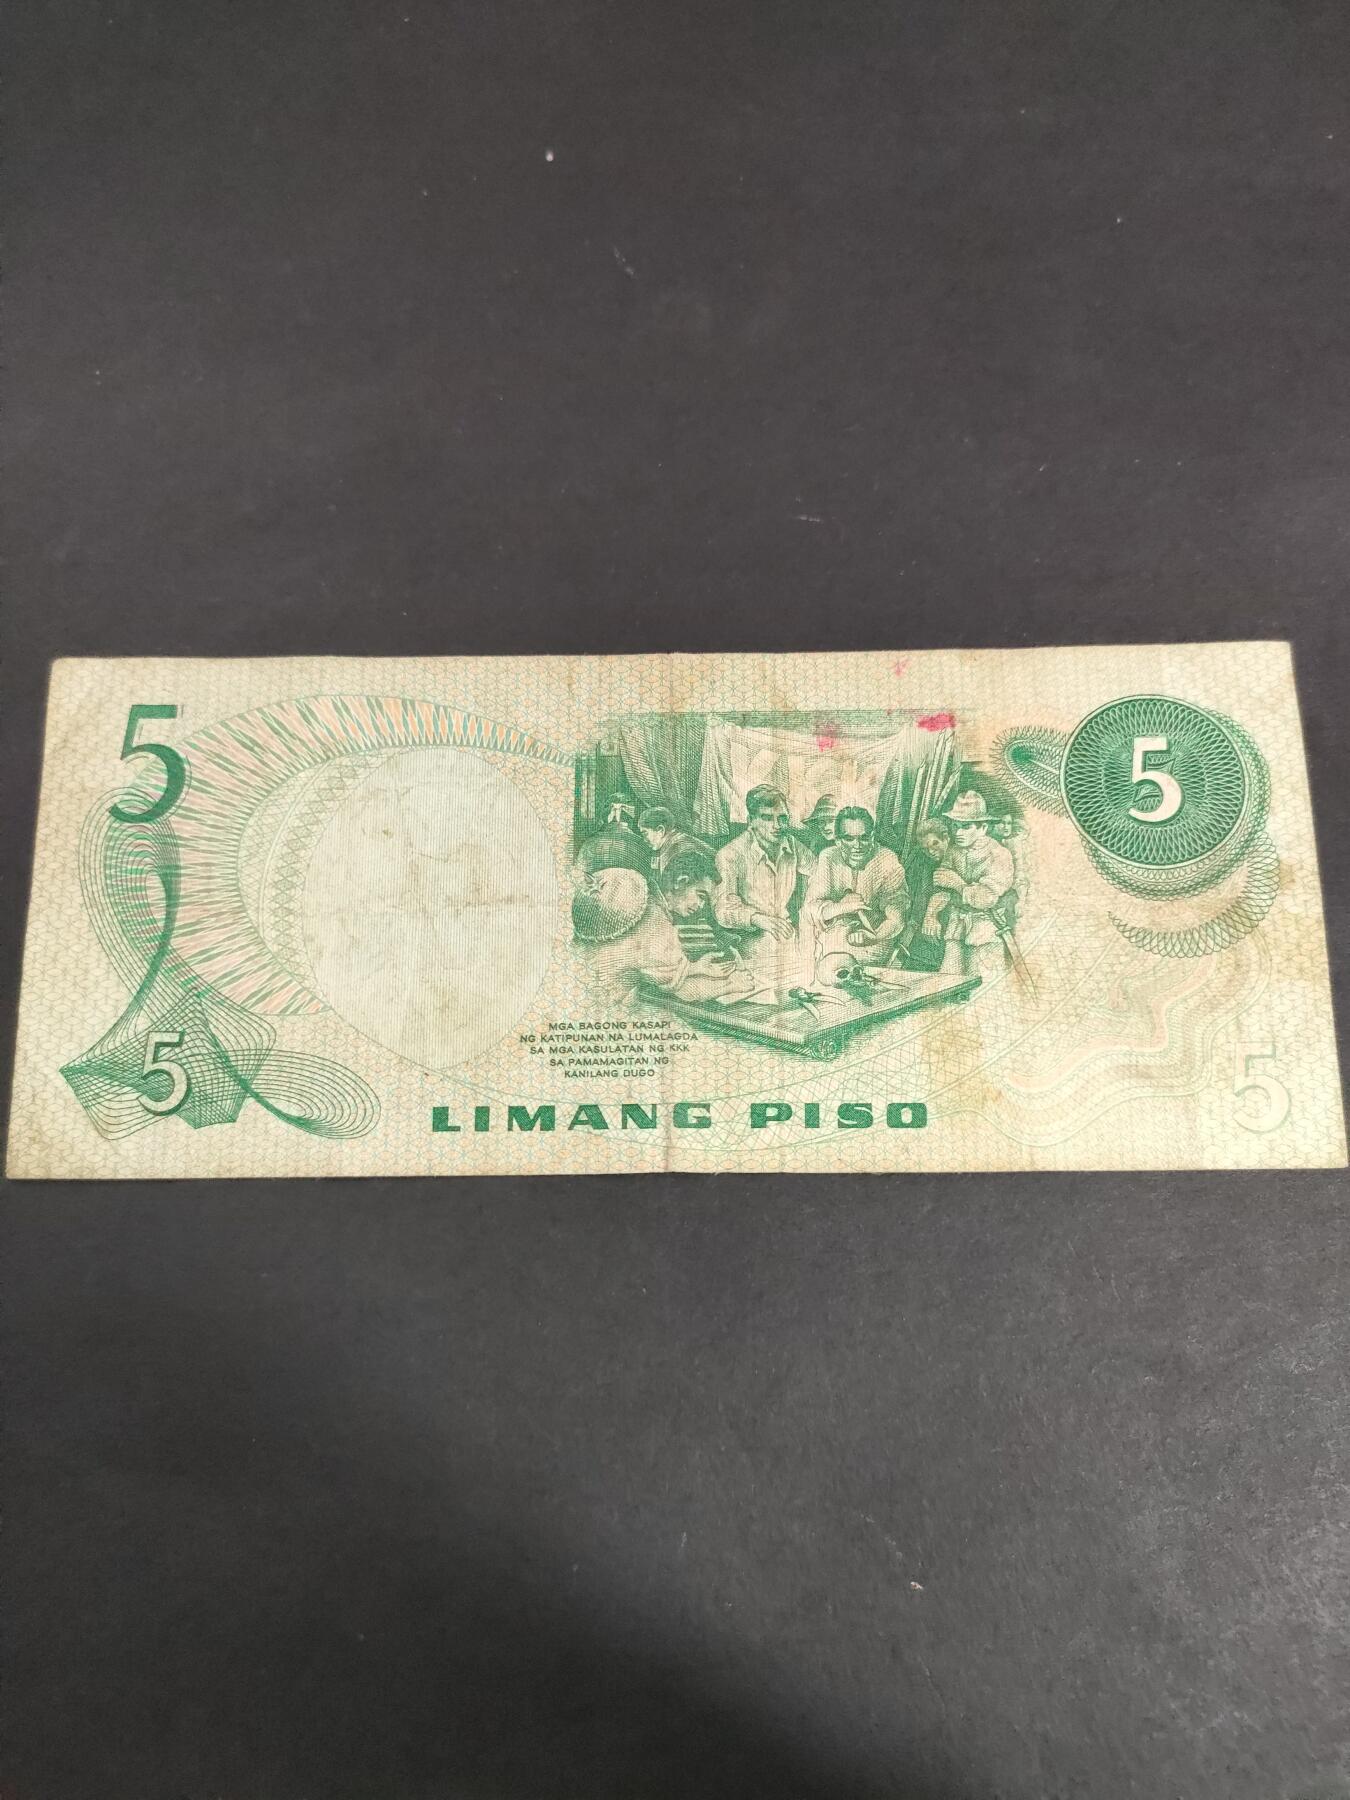 5
5
MGA BAGONG KASAPI
NG KATIPUNAN NA LUMALAGDA
SA MGA KASULATAN NG KKK
SA PAMAMAGITAN NG
KANILANG DUGO
5
5
LIMANG PISO